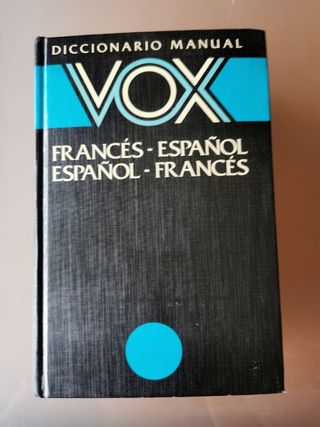 DICCIONARIO MANUAL
VOX
FRANCÉS - ESPAÑOL
ESPAÑOL - FRANCÉS